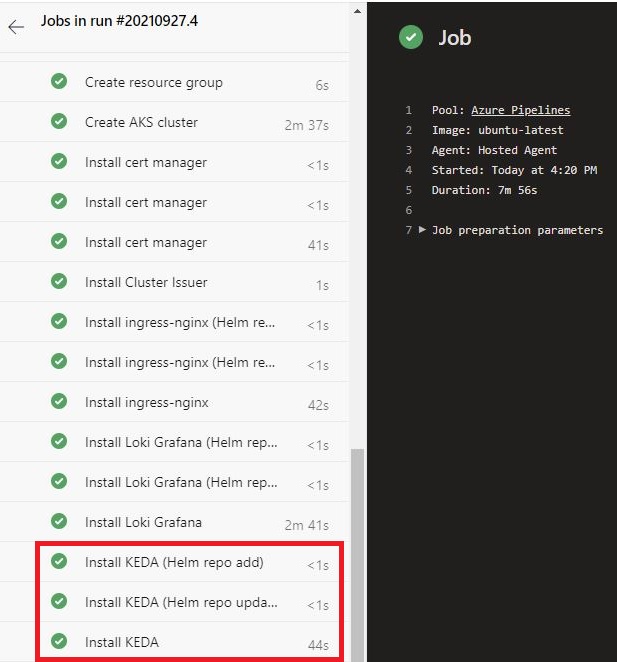 Jobs in run #20210927.4
Create resource group 6s
Create AKS cluster 2m 37s
Install cert manager <1s
Install cert manager <1s
Install cert manager 41s
Install Cluster Issuer 1s
Install ingress-nginx (Helm re... <1s
Install ingress-nginx (Helm re... <1s
Install ingress-nginx 42s
Install Loki Grafana (Helm rep... <1s
Install Loki Grafana (Helm rep... <1s
Install Loki Grafana 2m 41s
Install KEDA (Helm repo add) <1s
Install KEDA (Helm repo upda... <1s
Install KEDA 44s
Job
1 Pool: Azure Pipelines
2 Image: ubuntu-latest
3 Agent: Hosted Agent
4 Started: Today at 4:20 PM
5 Duration: 7m 56s
6
7 Job preparation parameters